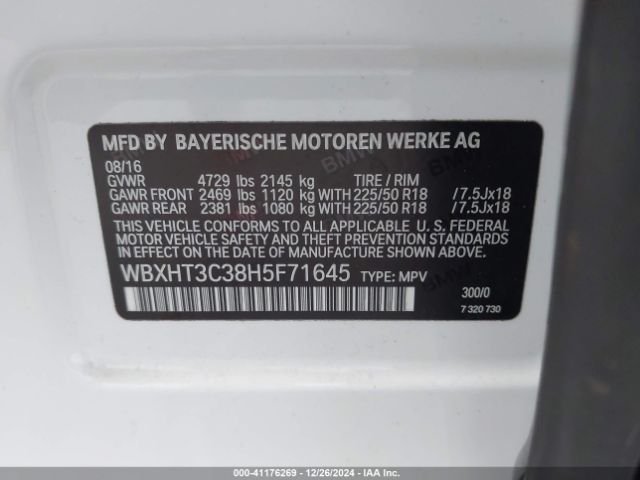 MFD BY BAYERISCHE MOTOREN WERKE AG
08/16
GVWR 4729 lbs 2145 kg TIRE / RIM
GAWR FRONT 2469 lbs 1120 kg WITH 225/50 R18 /7.5Jx18
GAWR REAR 2381 lbs 1080 kg WITH 225/50 R18 /7.5Jx18
THIS VEHICLE CONFORMS TO ALL APPLICABLE U. S. FEDERAL
MOTOR VEHICLE SAFETY AND THEFT PREVENTION STANDARDS
IN EFFECT ON THE DATE OF MANUFACTURE SHOWN ABOVE.
WBXHT3C38H5F71645 TYPE: MPV
300/0
7 320 730
000-41176269 - 12/26/2024 - IAAI.COM